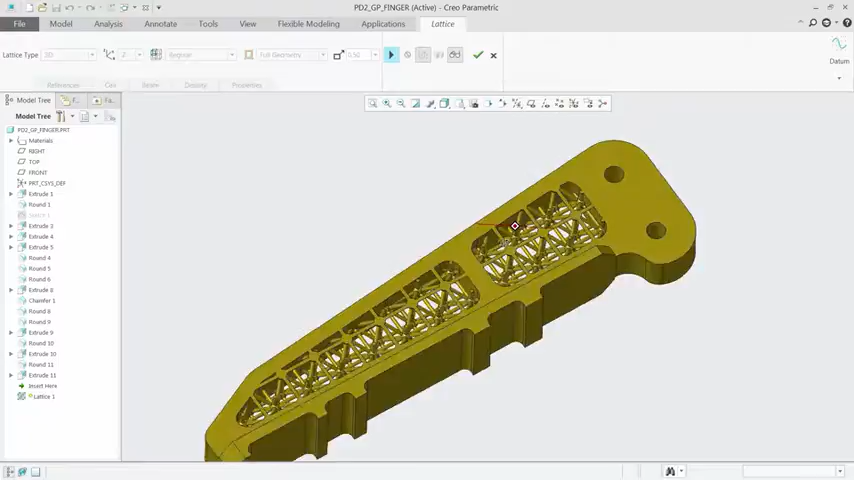 PD2_GP_FINGER (Active) - Creo Parametric
File Model Analysis Annotate Tools View Flexible Modeling Applications Lattice
Lattice Type 3D Regular Full Geometry 0.50
Datum
References Cell Beam Density Properties
Model Tree
Model Tree
PD2_GP_FINGER.PRT
Materials
RIGHT
TOP
FRONT
PRT_CSYS_DEF
Extrude 1
Round 1
Sketch 1
Extrude 3
Extrude 4
Extrude 5
Round 4
Round 5
Round 6
Extrude 8
Chamfer 1
Round 8
Round 9
Extrude 9
Round 10
Extrude 10
Round 11
Extrude 11
Insert Here
Lattice 1